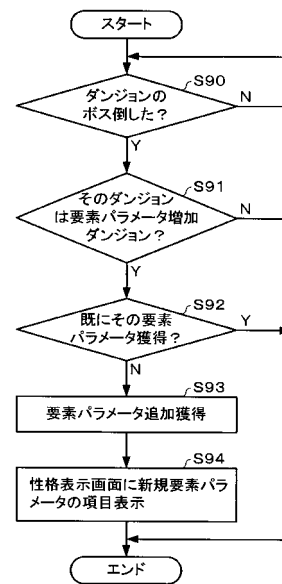 スタート
S90
ダンジョンの
ボス倒した？
N
Y
S91
そのダンジョン
は要素パラメータ増加
ダンジョン？
N
Y
S92
既にその要素
パラメータ獲得？
Y
N
S93
要素パラメータ追加獲得
S94
性格表示画面に新規要素パラ
メータの項目表示
エンド